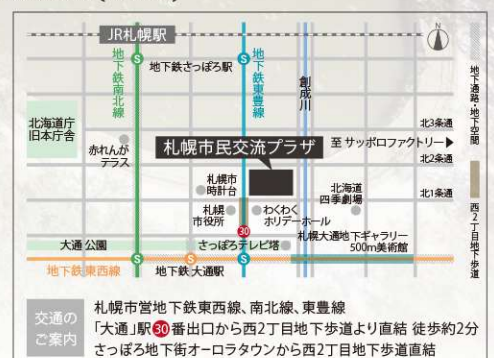 JR札幌駅
N
S
S
地下鉄さっぽろ駅
地下鉄南北線
地下鉄東豊線
創成川
地下通路・地下空間
北海道庁
旧本庁舎
赤れんが
テラス
北3条通
札幌市民交流プラザ
至 サッポロファクトリー▶
北2条通
札幌市
時計台
北海道
四季劇場
北1条通
札幌
市役所
わくわく
ホリデーホール
30
札幌大通地下ギャラリー
500m美術館
西2丁目地下歩道
大通 公園
さっぽろテレビ塔
S
S
S
地下鉄東西線
地下鉄 大通駅
交通の
ご案内
札幌市営地下鉄東西線、南北線、東豊線
「大通」駅30番出口から西2丁目地下歩道より直結 徒歩約2分
さっぽろ地下街オーロラタウンから西2丁目地下歩道直結